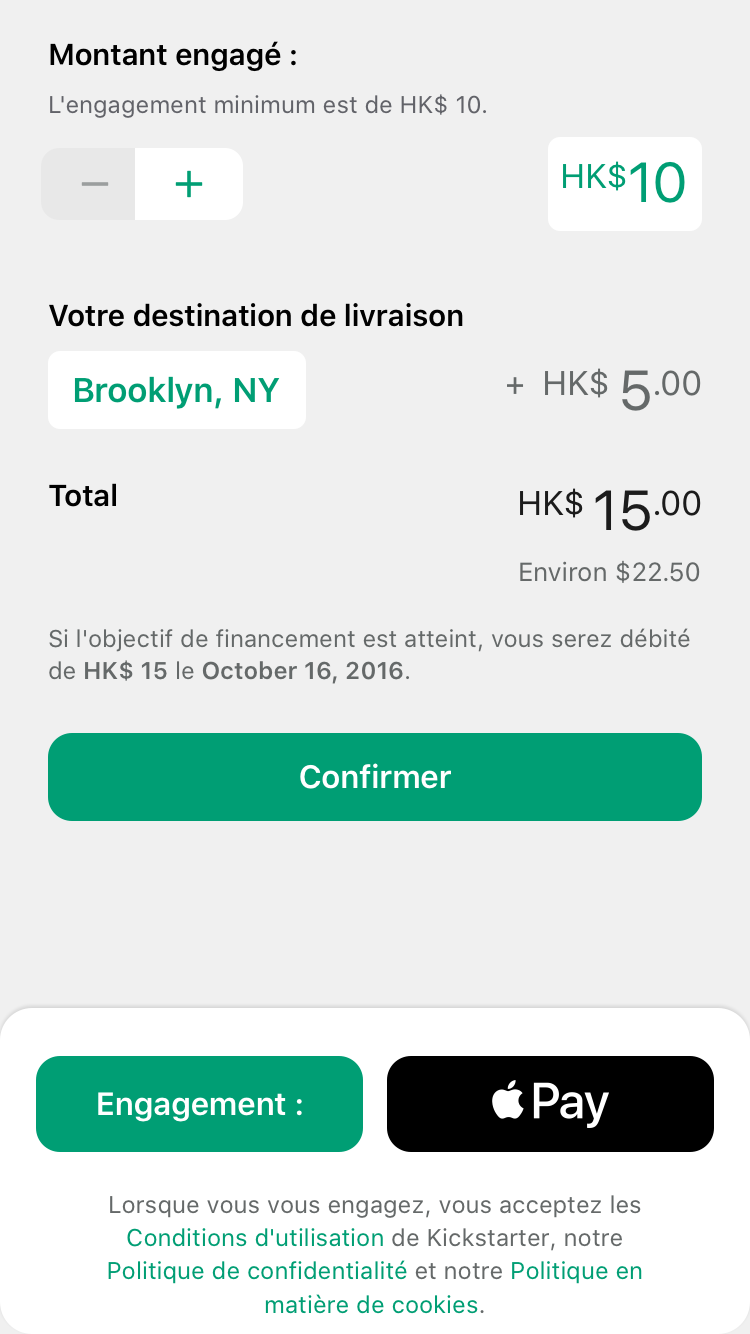 Montant engagé :
L'engagement minimum est de HK$ 10.
− +
HK$10
Votre destination de livraison
Brooklyn, NY
+ HK$ 5.00
Total
HK$ 15.00
Environ $22.50
Si l'objectif de financement est atteint, vous serez débité
de HK$ 15 le October 16, 2016.
Confirmer
Engagement :
Pay
Lorsque vous vous engagez, vous acceptez les
Conditions d'utilisation de Kickstarter, notre
Politique de confidentialité et notre Politique en
matière de cookies.